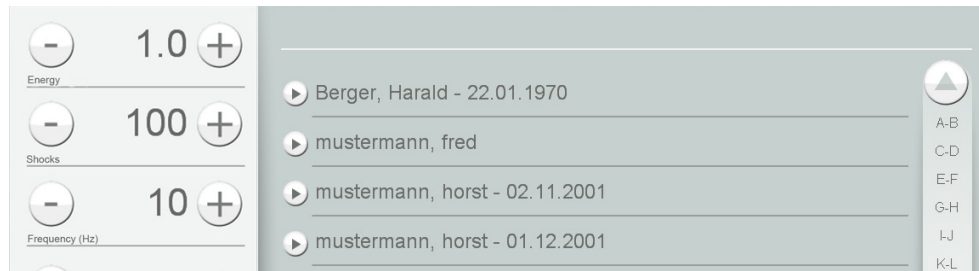 - 1.0 +
Energy
- 100 +
Shocks
- 10 +
Frequency (Hz)
Berger, Harald - 22.01.1970
mustermann, fred
mustermann, horst - 02.11.2001
mustermann, horst - 01.12.2001
A-B
C-D
E-F
G-H
I-J
K-L